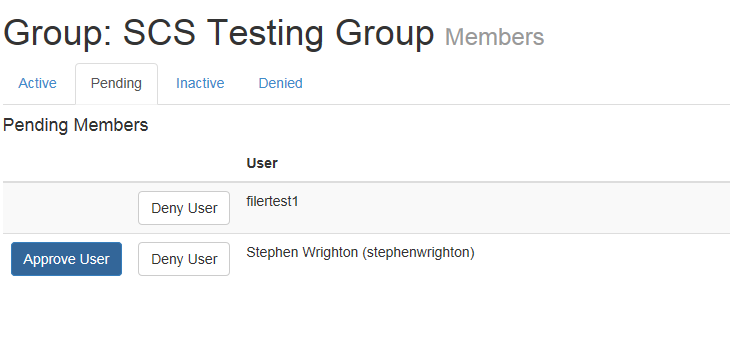 Group: SCS Testing Group Members
Active Pending Inactive Denied
Pending Members
User
Deny User filertest1
Approve User Deny User Stephen Wrighton (stephenwrighton)